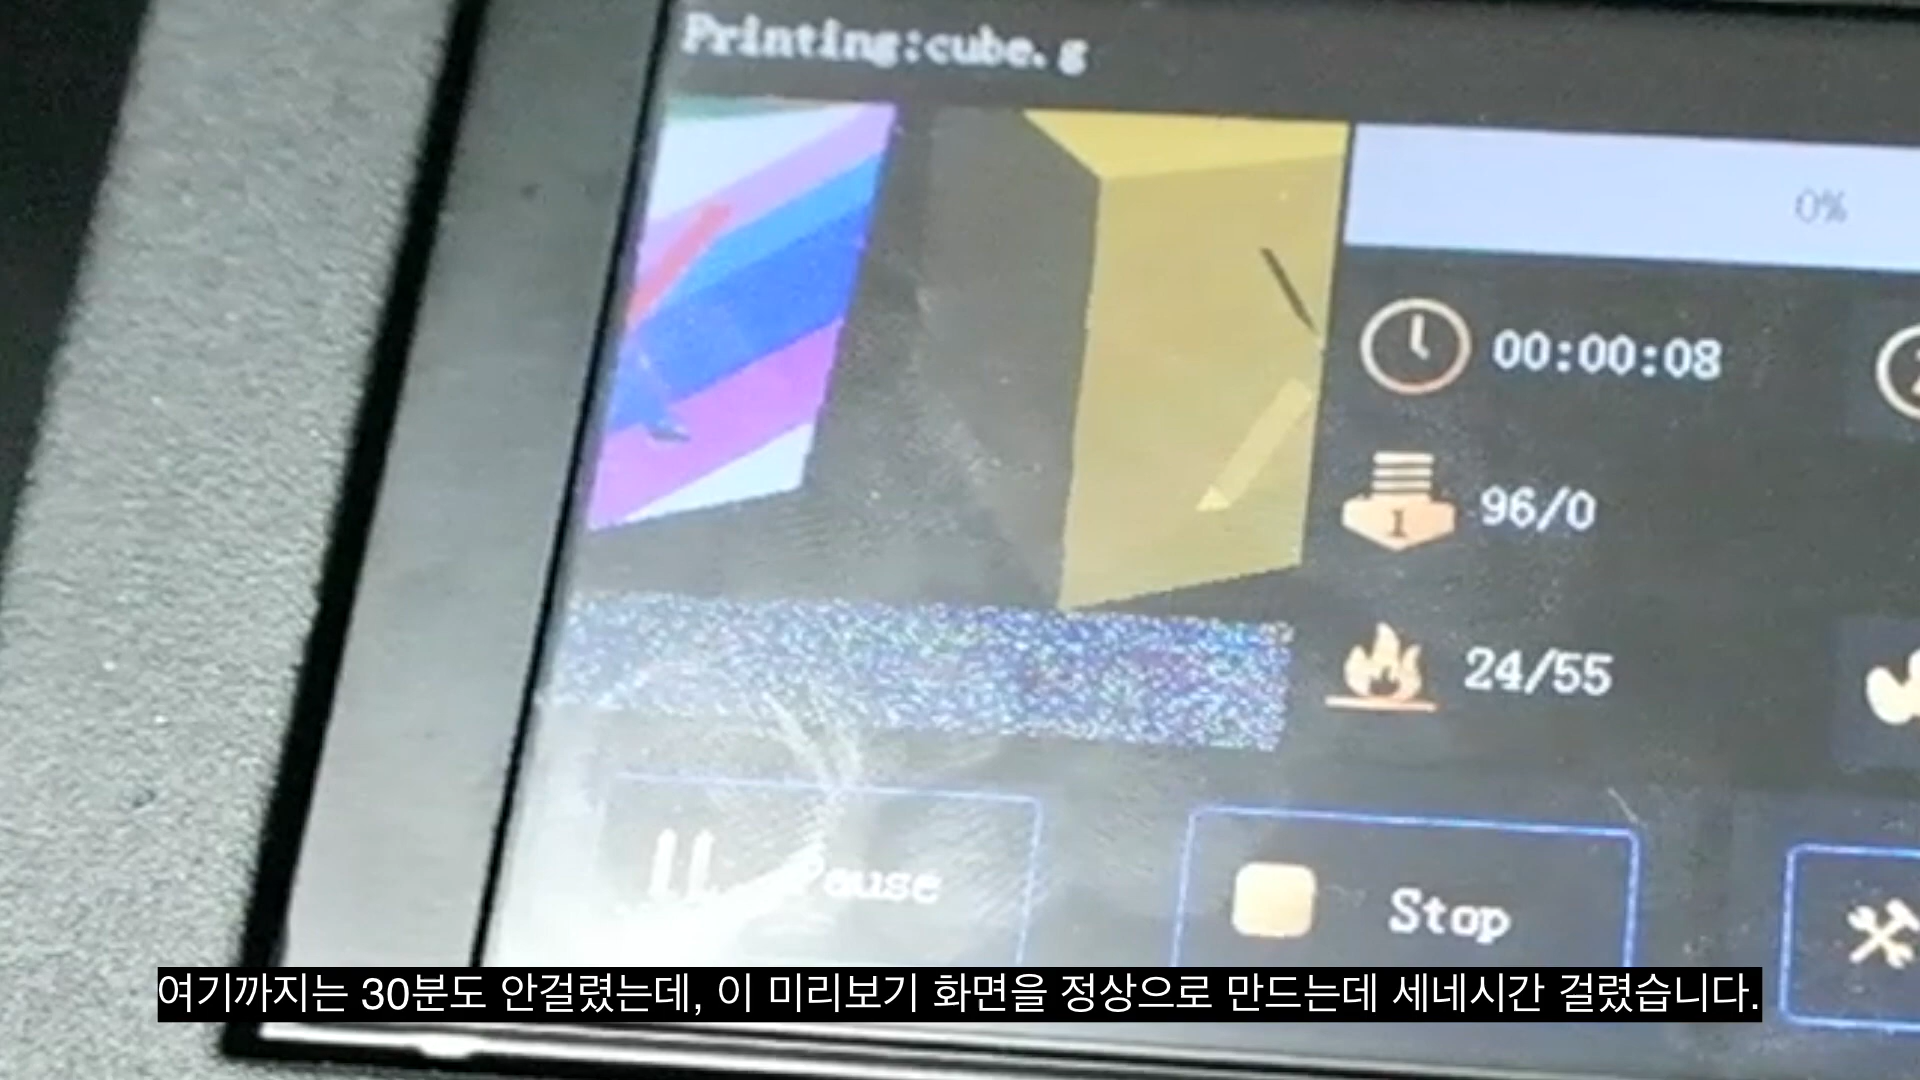 Printing:cube.g
0%
00:00:08
1
96/0
24/55
Pause
Stop
여기까지는 30분도 안걸렸는데, 이 미리보기 화면을 정상으로 만드는데 세네시간 걸렸습니다.